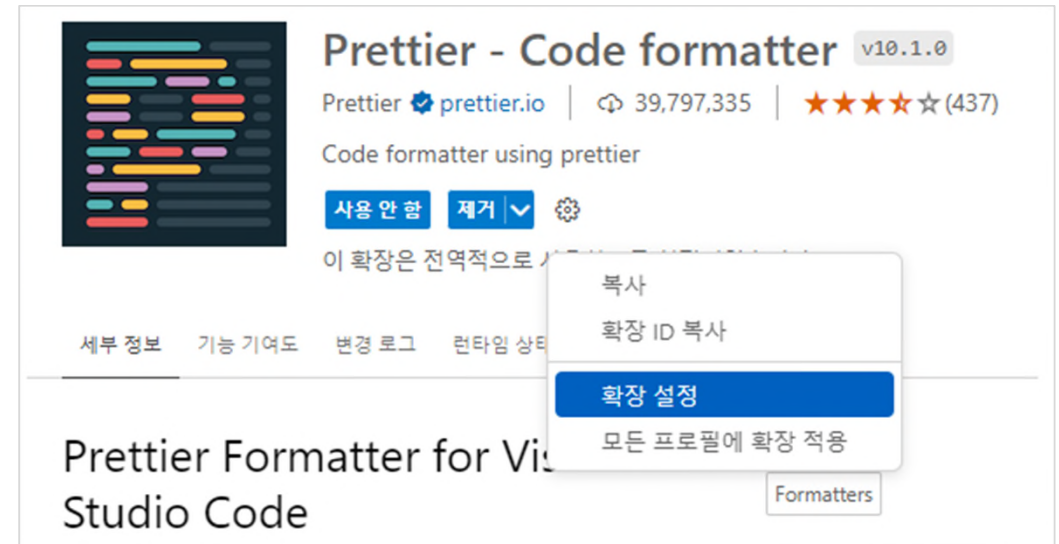 Prettier - Code formatter v10.1.0
Prettier prettier.io 39,797,335 (437)
Code formatter using prettier
사용 안 함 제거
이 확장은 전역적으로
복사
확장 ID 복사
세부 정보 기능 기여도 변경 로그 런타임 상태
확장 설정
모든 프로필에 확장 적용
Prettier Formatter for Vis
Studio Code
Formatters